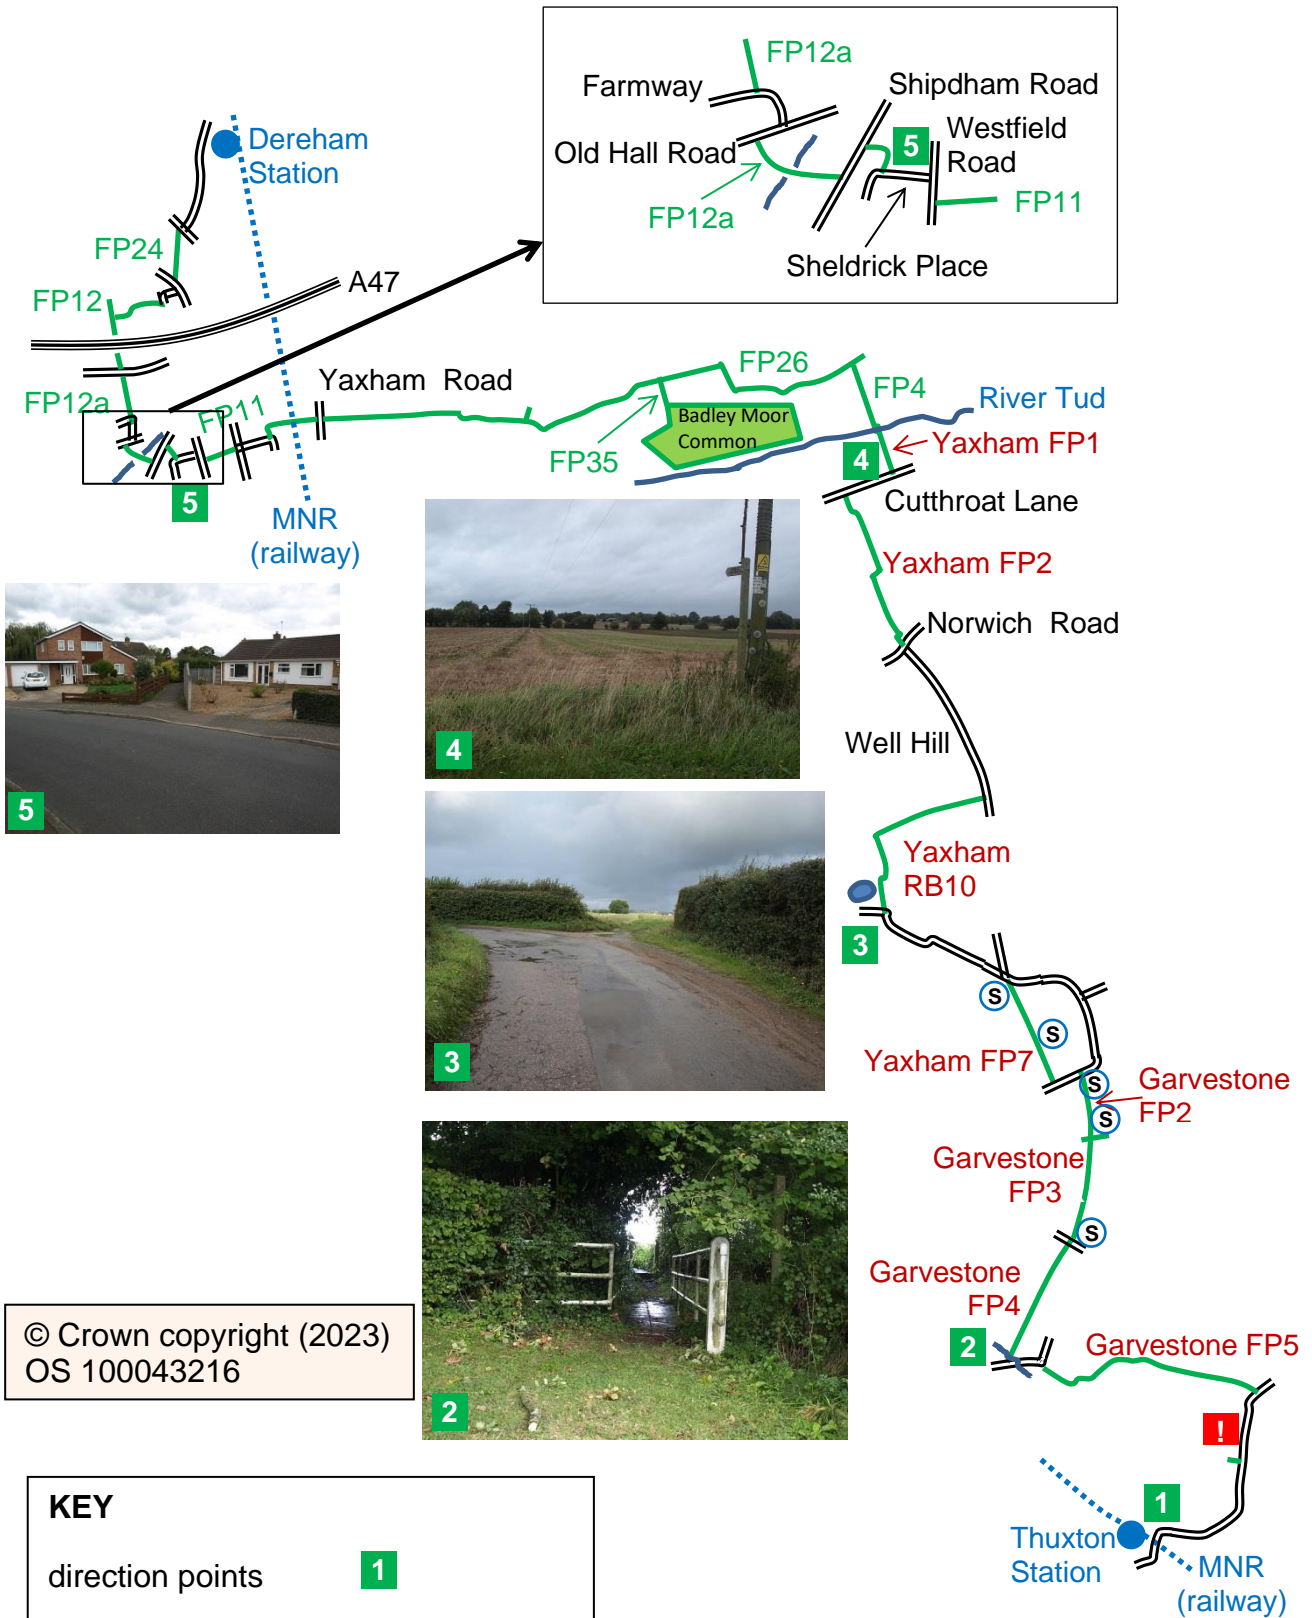 FP12a
Farmway
Shipdham Road
Old Hall Road
5
Westfield
Road
FP12a
FP11
Sheldrick Place
Dereham
Station
FP24
A47
FP12
FP12a
FP11
Yaxham Road
FP26
FP4
River Tud
Badley Moor
Common
FP35
Yaxham FP1
4
Cutthroat Lane
5
MNR
(railway)
Yaxham FP2
Norwich Road
4
5
Well Hill
Yaxham
RB10
3
S
S
Yaxham FP7
3
S
Garvestone
FP2
S
Garvestone
FP3
S
Garvestone
FP4
2
Garvestone FP5
© Crown copyright (2023)
OS 100043216
2
!
1
Thuxton
Station
MNR
(railway)
KEY
direction points 1